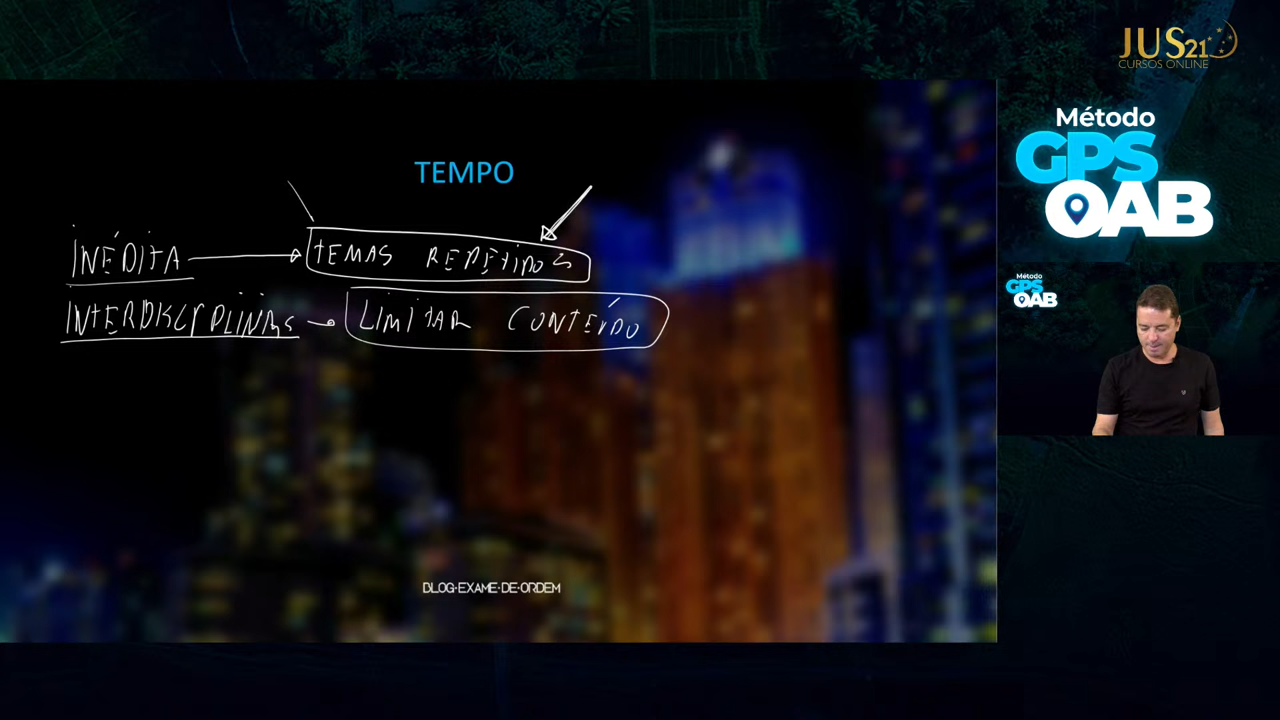 JUS21
CURSOS ONLINE
Método
GPS
OAB
TEMPO
INÉDITA TEMAS REPETIDOS
INTERDISCIPLINAS LIMITAR CONTEÚDO
Método
GPS
OAB
BLOG·EXAME·DE·ORDEM